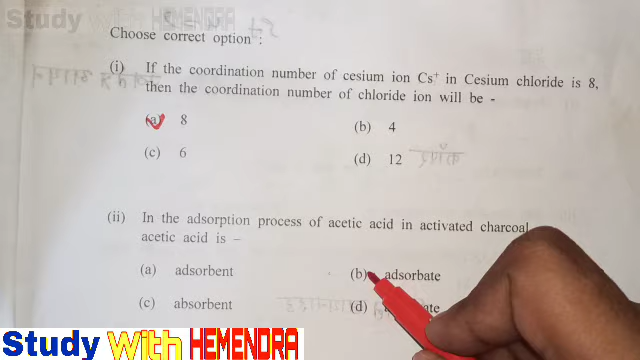 Study With HEMENDRA
Choose correct option :
(i) If the coordination number of cesium ion Cs⁺ in Cesium chloride is 8,
then the coordination number of chloride ion will be -
(a) 8 (b) 4
(c) 6 (d) 12
(ii) In the adsorption process of acetic acid in activated charcoal
acetic acid is –
(a) adsorbent (b) adsorbate
(c) absorbent (d)
Study With HEMENDRA